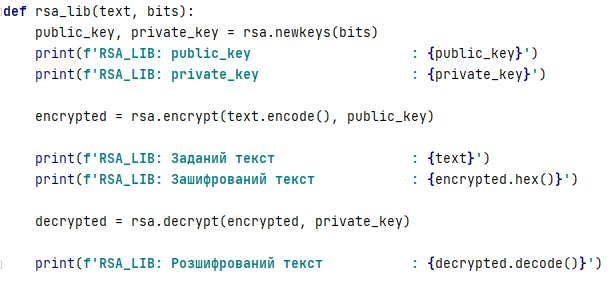 def rsa_lib(text, bits):
    public_key, private_key = rsa.newkeys(bits)
    print(f'RSA_LIB: public_key                    : {public_key}')
    print(f'RSA_LIB: private_key                   : {private_key}')

    encrypted = rsa.encrypt(text.encode(), public_key)

    print(f'RSA_LIB: Заданий текст                 : {text}')
    print(f'RSA_LIB: Зашифрований текст            : {encrypted.hex()}')

    decrypted = rsa.decrypt(encrypted, private_key)

    print(f'RSA_LIB: Розшифрований текст           : {decrypted.decode()}')